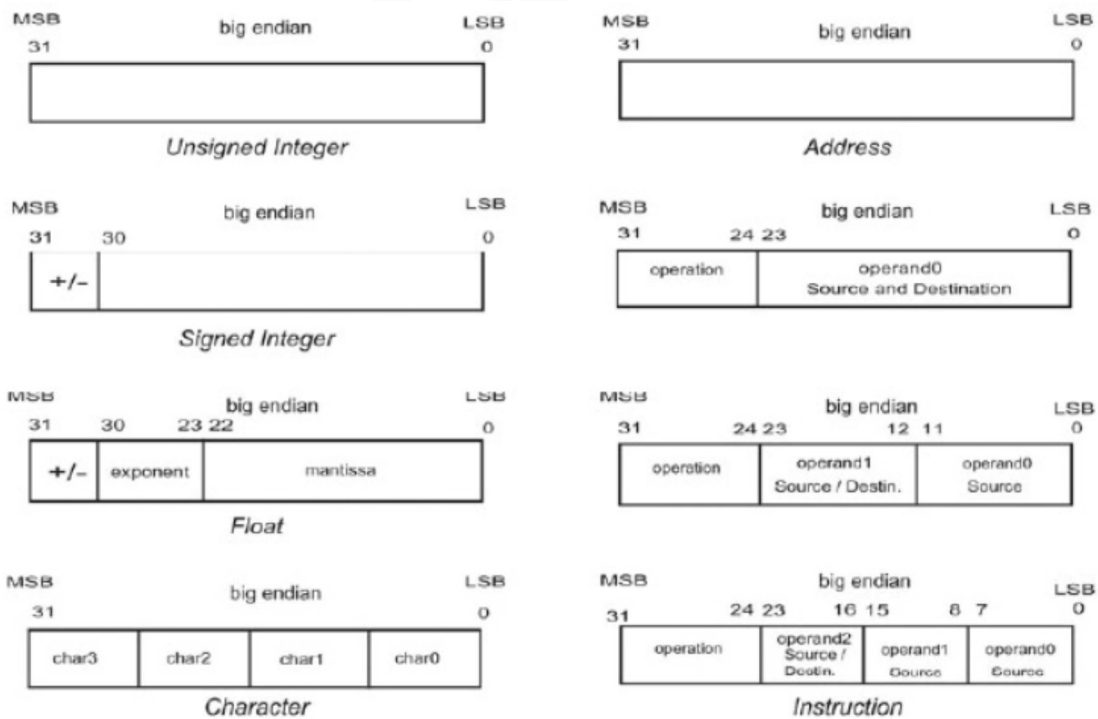 MSB big endian LSB
31 0
Unsigned Integer
MSB big endian LSB
31 0
Address
MSB big endian LSB
31 30 0
+/-
Signed Integer
MSB big endian LSB
31 24 23 0
operation operand0
Source and Destination
MSB big endian LSB
31 30 23 22 0
+/- exponent mantissa
Float
MSB big endian LSB
31 24 23 12 11 0
operation operand1 operand0
Source / Destin. Source
MSB big endian LSB
31 0
char3 char2 char1 char0
Character
MSB big endian LSB
31 24 23 16 15 8 7 0
operation operand2 operand1 operand0
Source / Source Source
Destin.
Instruction